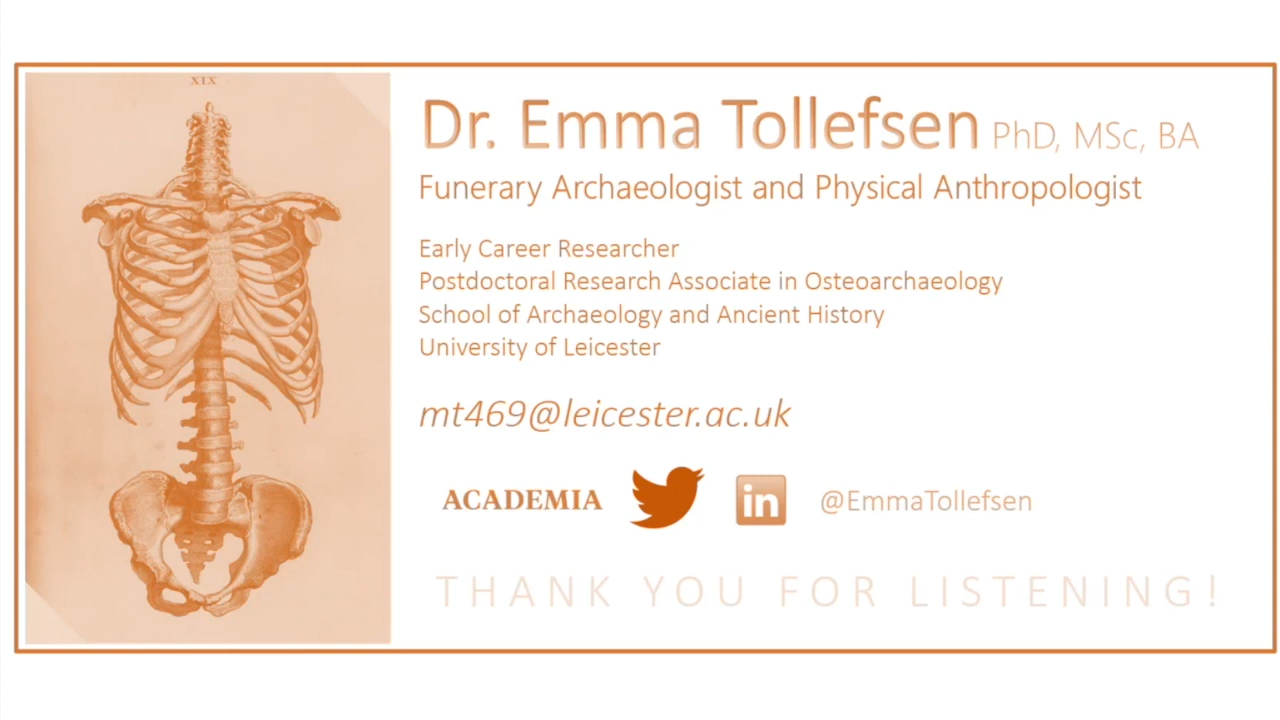 XIX
Dr. Emma Tollefsen PhD, MSc, BA
Funerary Archaeologist and Physical Anthropologist
Early Career Researcher
Postdoctoral Research Associate in Osteoarchaeology
School of Archaeology and Ancient History
University of Leicester
mt469@leicester.ac.uk
ACADEMIA in @EmmaTollefsen
THANK YOU FOR LISTENING!